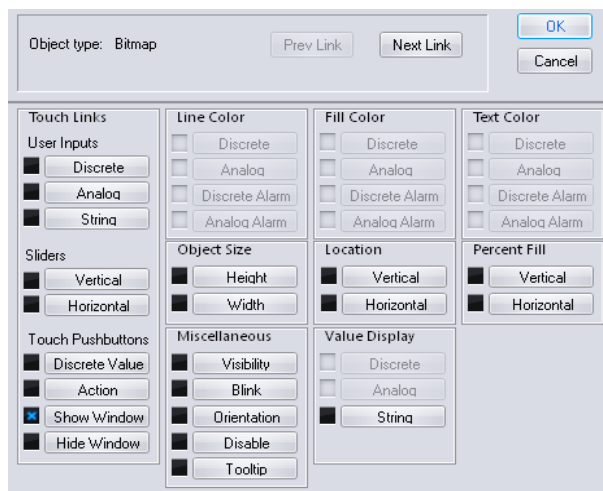 Object type: Bitmap
Prev Link
Next Link
OK
Cancel
Touch Links
User Inputs
Discrete
Analog
String
Sliders
Vertical
Horizontal
Touch Pushbuttons
Discrete Value
Action
Show Window
Hide Window
Line Color
Discrete
Analog
Discrete Alarm
Analog Alarm
Fill Color
Discrete
Analog
Discrete Alarm
Analog Alarm
Text Color
Discrete
Analog
Discrete Alarm
Analog Alarm
Object Size
Height
Width
Location
Vertical
Horizontal
Percent Fill
Vertical
Horizontal
Miscellaneous
Visibility
Blink
Orientation
Disable
Tooltip
Value Display
Discrete
Analog
String